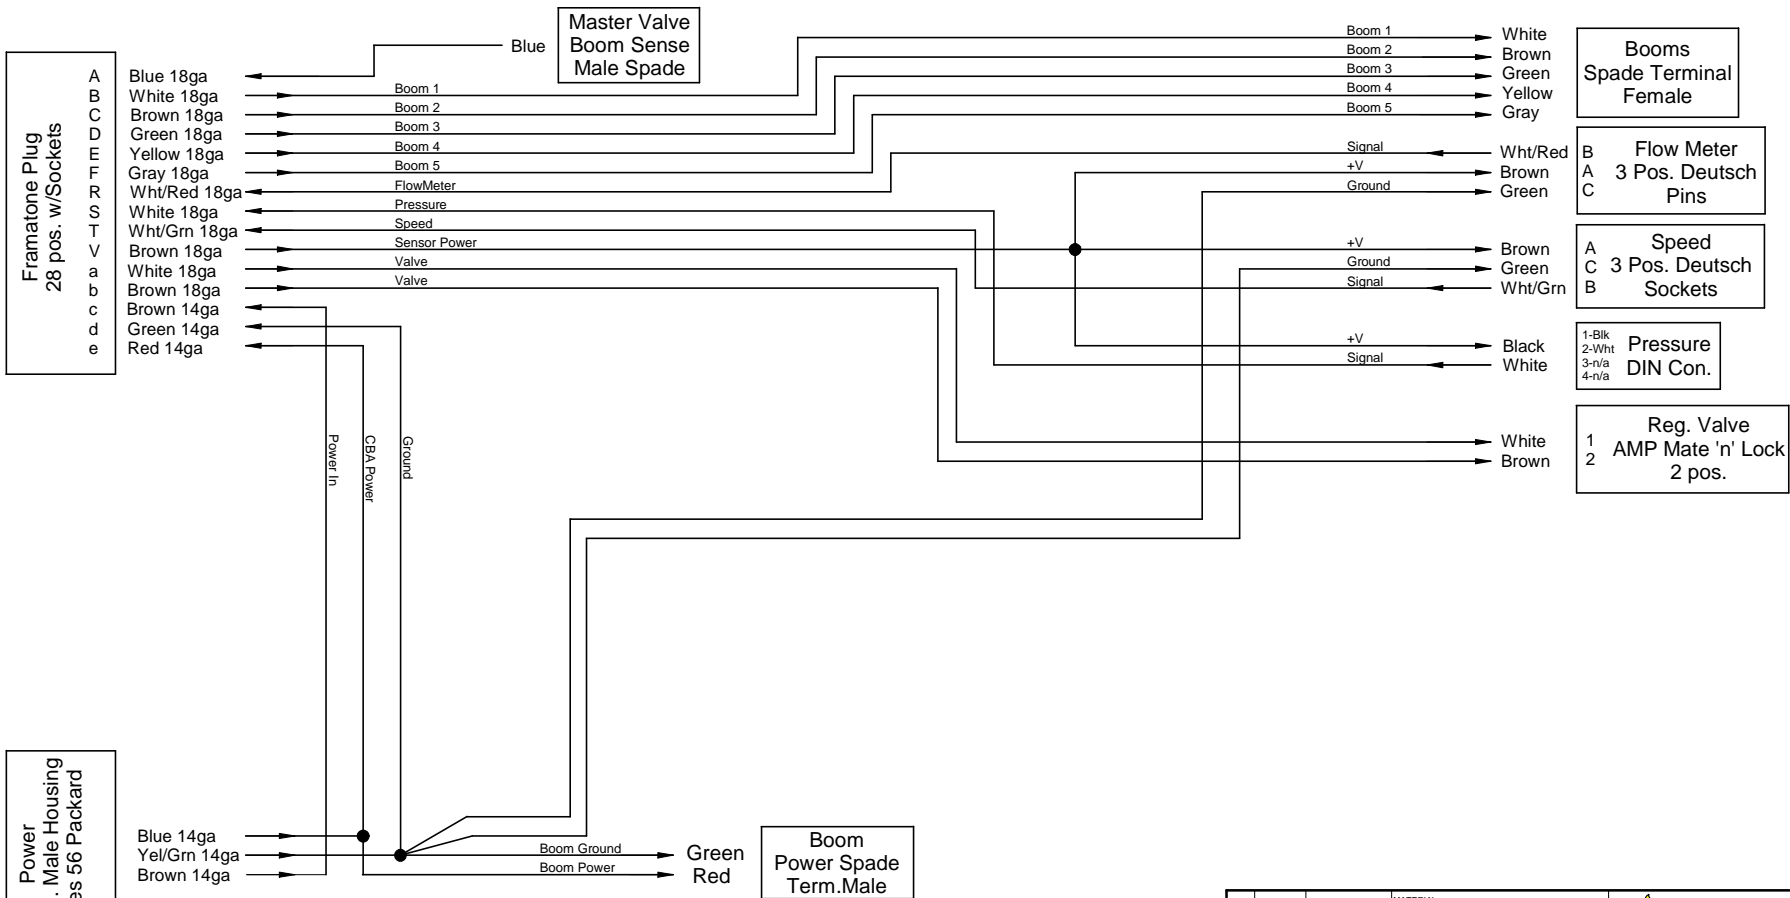 Framatone Plug
28 pos. w/Sockets
A Blue 18ga
B White 18ga
C Brown 18ga
D Green 18ga
E Yellow 18ga
F Gray 18ga
R Wht/Red 18ga
S White 18ga
T Wht/Grn 18ga
V Brown 18ga
a White 18ga
b Brown 18ga
c Brown 14ga
d Green 14ga
e Red 14ga
Blue
Master Valve
Boom Sense
Male Spade
Boom 1
Boom 2
Boom 3
Boom 4
Boom 5
FlowMeter
Pressure
Speed
Sensor Power
Valve
Valve
Boom 1 White
Boom 2 Brown
Boom 3 Green
Boom 4 Yellow
Boom 5 Gray
Booms
Spade Terminal
Female
Signal Wht/Red B
+V Brown A
Ground Green C
Flow Meter
3 Pos. Deutsch
Pins
+V Brown A
Ground Green C
Signal Wht/Grn B
Speed
3 Pos. Deutsch
Sockets
+V Black
Signal White
1-Blk
2-Wht
3-n/a
4-n/a
Pressure
DIN Con.
White 1
Brown 2
Reg. Valve
AMP Mate 'n' Lock
2 pos.
Power In
CBA Power
Ground
Power
. Male Housing
es 56 Packard
Blue 14ga
Yel/Grn 14ga
Brown 14ga
Boom Ground Green
Boom Power Red
Boom
Power Spade
Term.Male